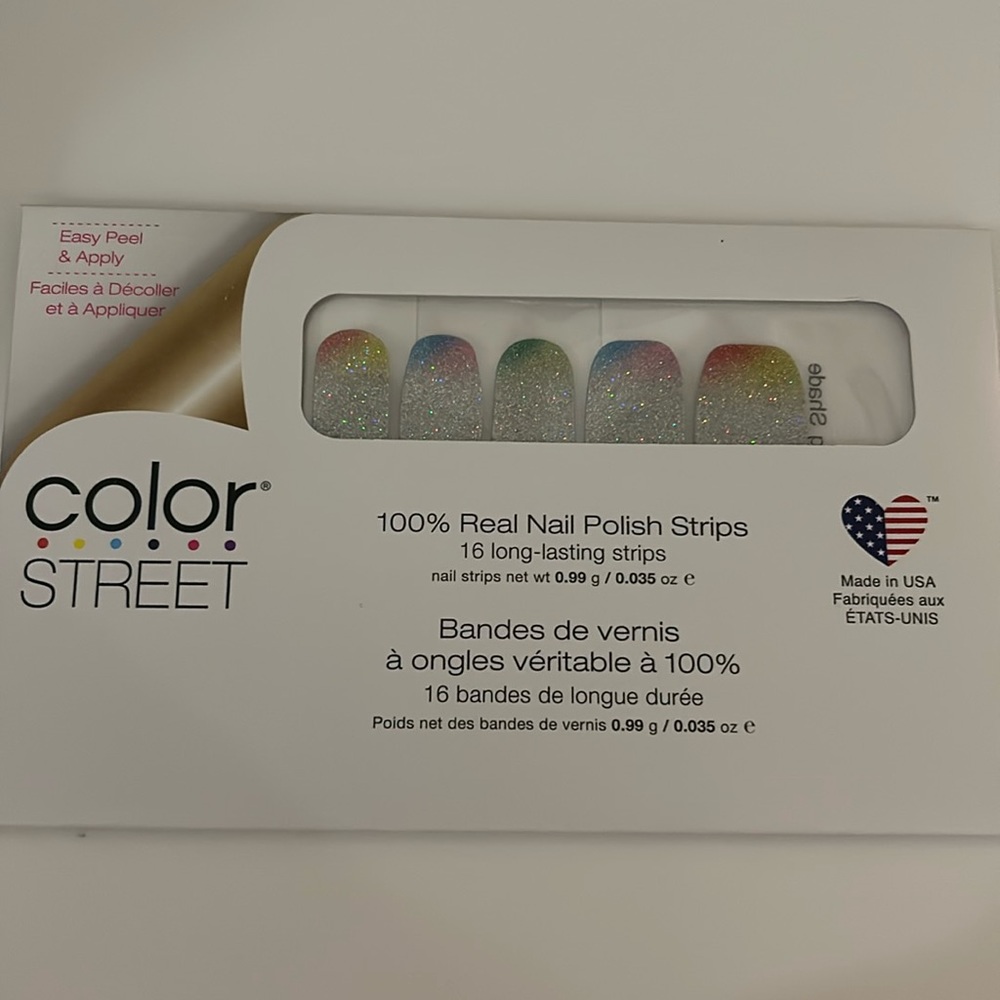 Easy Peel
& Apply
Faciles à Décoller
et à Appliquer
color®
STREET
Shade
100% Real Nail Polish Strips
16 long-lasting strips
nail strips net wt 0.99 g / 0.035 oz ℮
Bandes de vernis
à ongles véritable à 100%
16 bandes de longue durée
Poids net des bandes de vernis 0.99 g / 0.035 oz ℮
™
Made in USA
Fabriquées aux
ÉTATS-UNIS